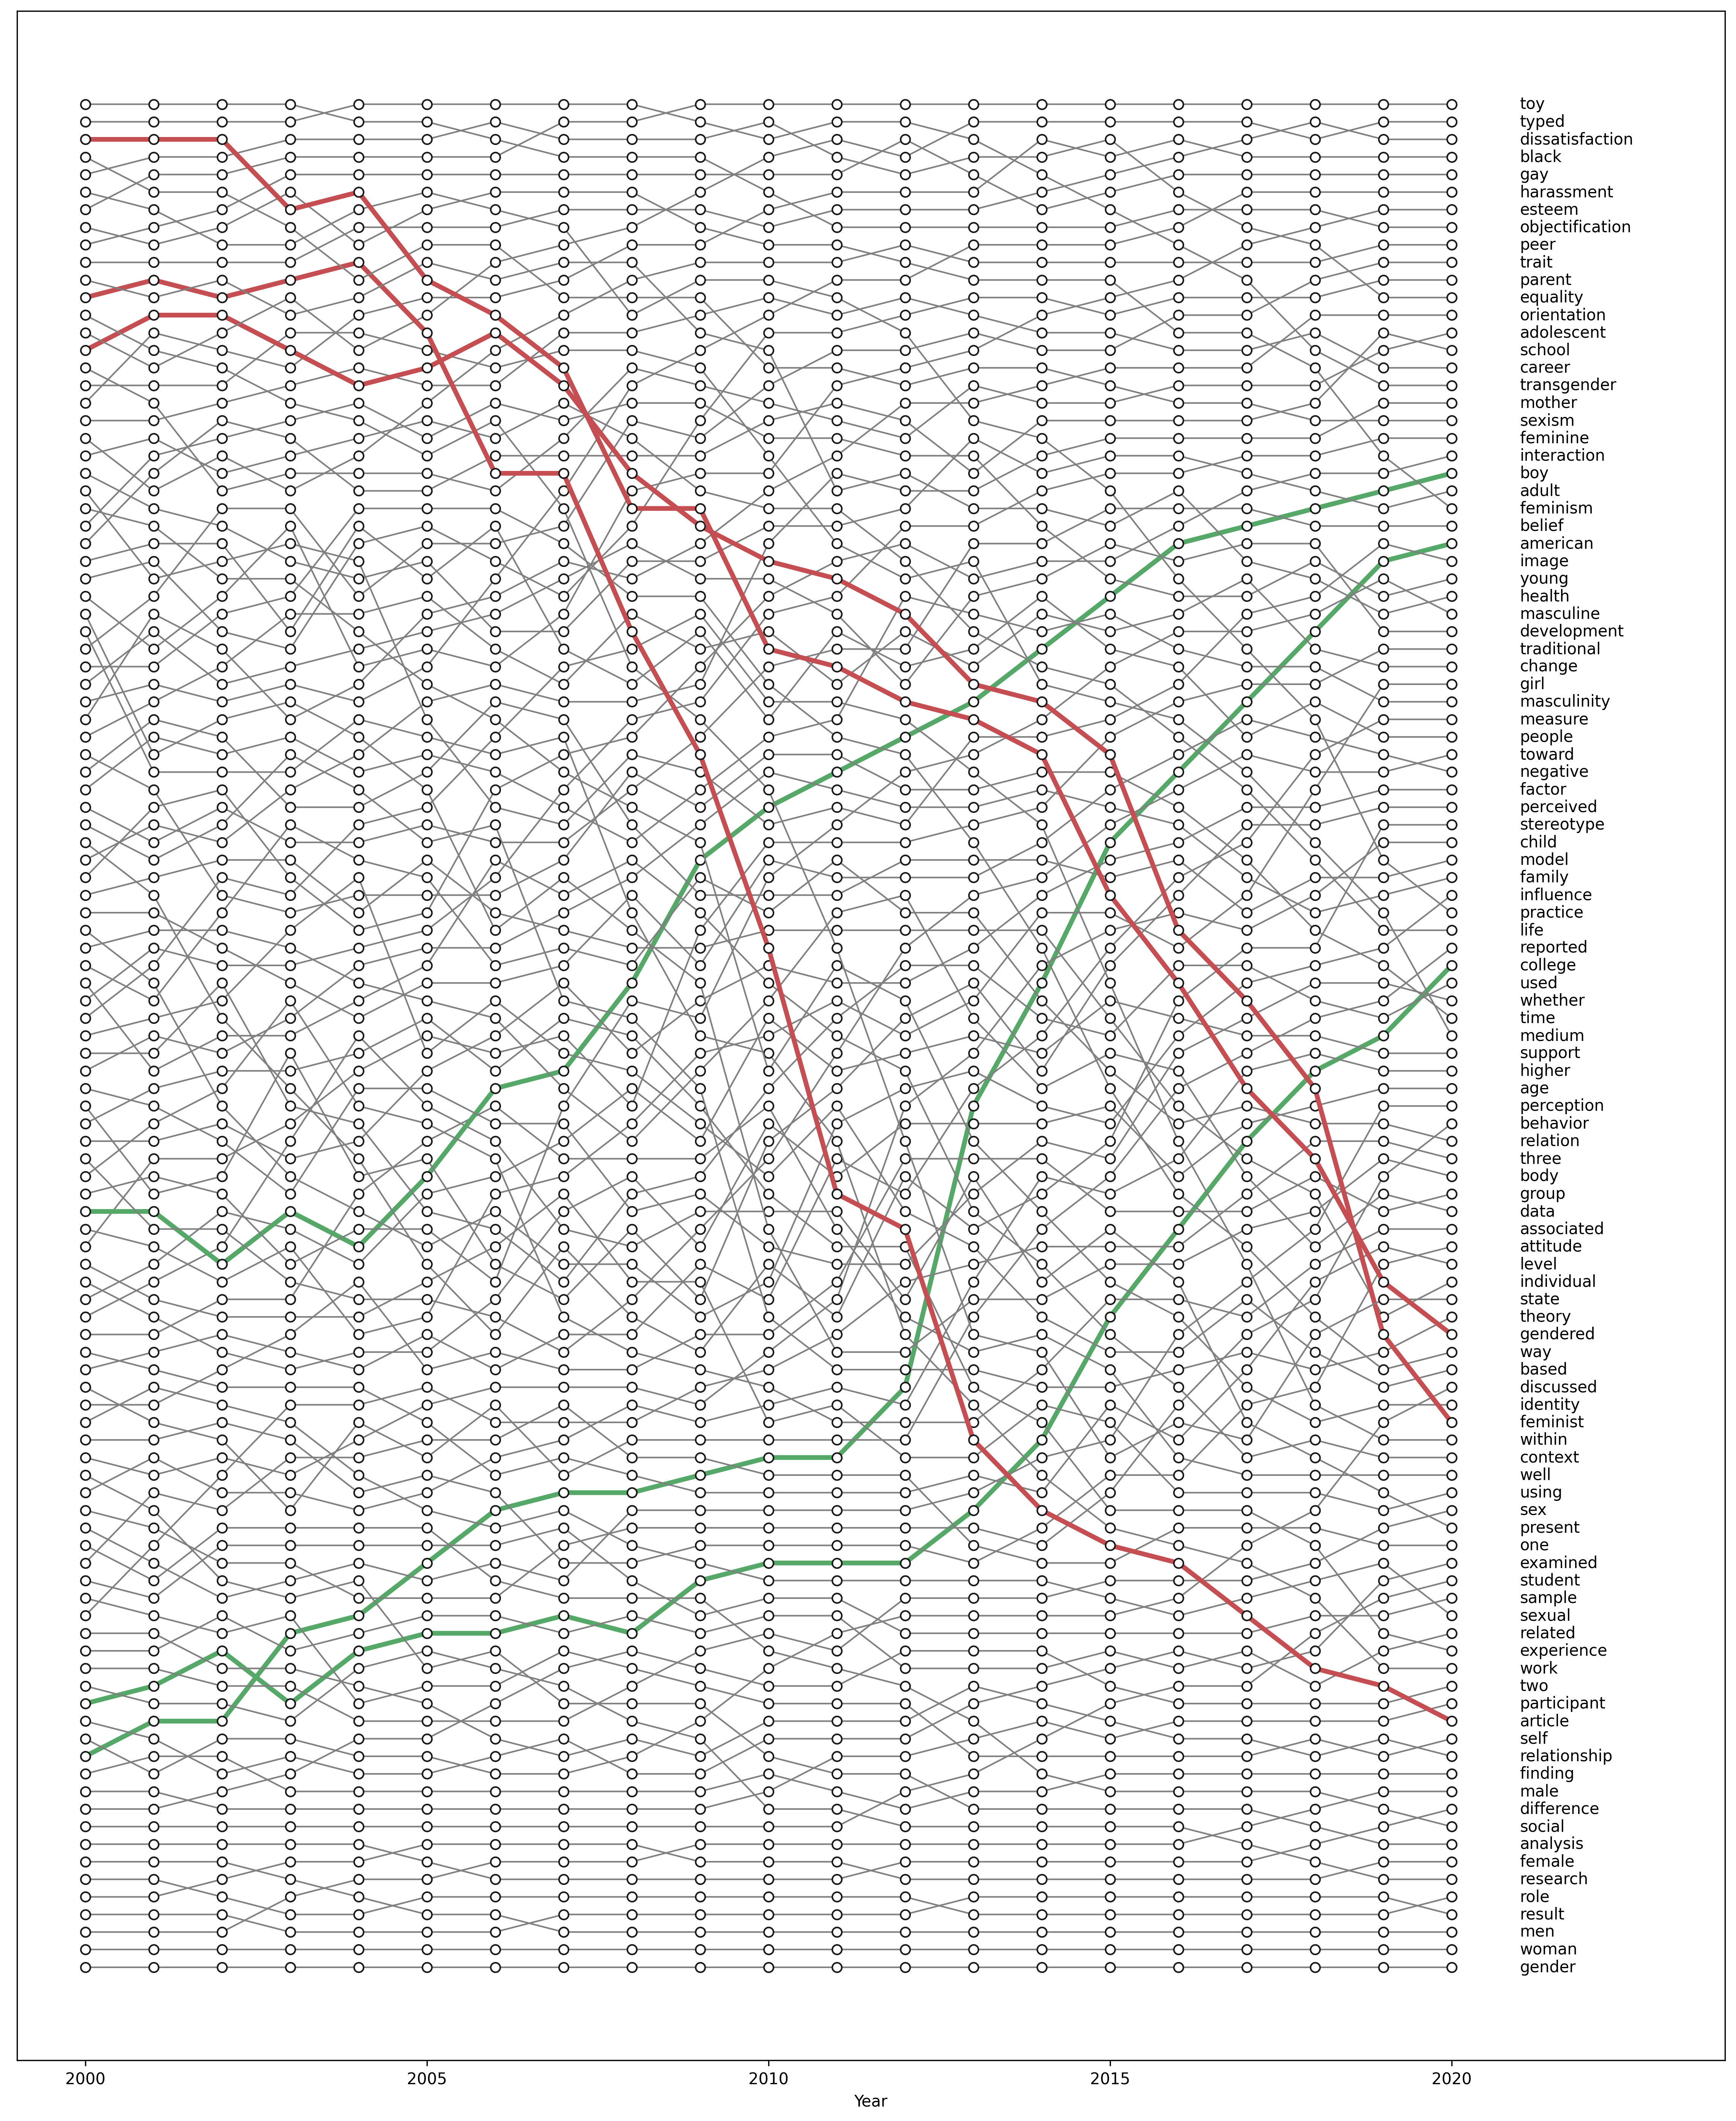 toy
typed
dissatisfaction
black
gay
harassment
esteem
objectification
peer
trait
parent
equality
orientation
adolescent
school
career
transgender
mother
sexism
feminine
interaction
boy
adult
feminism
belief
american
image
young
health
masculine
development
traditional
change
girl
masculinity
measure
people
toward
negative
factor
perceived
stereotype
child
model
family
influence
practice
life
reported
college
used
whether
time
medium
support
higher
age
perception
behavior
relation
three
body
group
data
associated
attitude
level
individual
state
theory
gendered
way
based
discussed
identity
feminist
within
context
well
using
sex
present
one
examined
student
sample
sexual
related
experience
work
two
participant
article
self
relationship
finding
male
difference
social
analysis
female
research
role
result
men
woman
gender
2000 2005 2010 2015 2020
Year